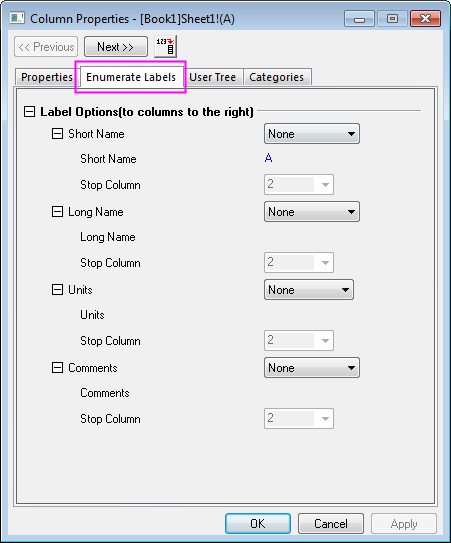 Column Properties - [Book1]Sheet1!(A)
<< Previous Next >> 123
Properties Enumerate Labels User Tree Categories
Label Options(to columns to the right)
Short Name None
Short Name A
Stop Column 2
Long Name None
Long Name
Stop Column 2
Units None
Units
Stop Column 2
Comments None
Comments
Stop Column 2
OK Cancel Apply